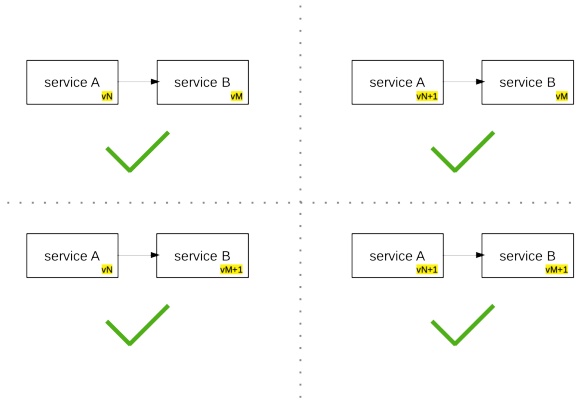 service A
vN
service B
vM
service A
vN+1
service B
vM
service A
vN
service B
vM+1
service A
vN+1
service B
vM+1